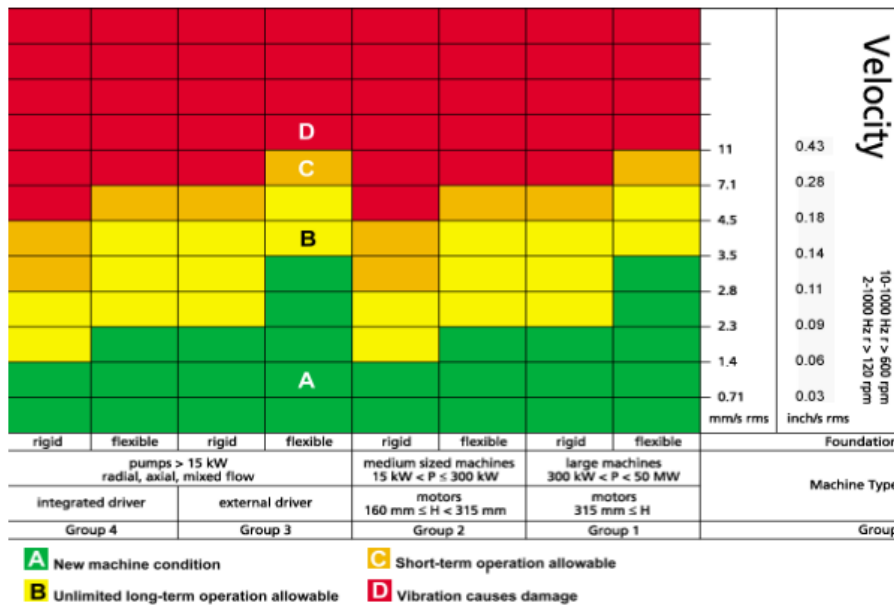 Velocity
D
11 0.43
C
7.1 0.28
4.5 0.18
B
3.5 0.14
2.8 0.11
2.3 0.09
1.4 0.06
A
0.71 0.03
mm/s rms inch/s rms
10-1000 Hz r > 600 rpm
2-1000 Hz r > 120 rpm
rigid flexible rigid flexible rigid flexible rigid flexible Foundation
pumps > 15 kW
radial, axial, mixed flow
medium sized machines
15 kW < P ≤ 300 kW
large machines
300 kW < P < 50 MW
Machine Type
integrated driver external driver
motors
160 mm ≤ H < 315 mm
motors
315 mm ≤ H
Group 4 Group 3 Group 2 Group 1 Group
A New machine condition
C Short-term operation allowable
B Unlimited long-term operation allowable
D Vibration causes damage